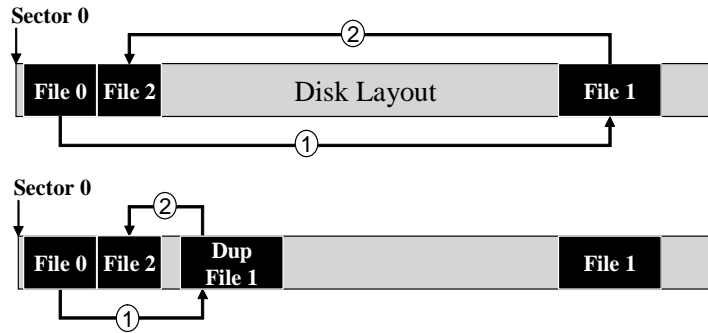 Sector 0
②
File 0 File 2 Disk Layout File 1
①
Sector 0
②
File 0 File 2 Dup File 1 File 1
①